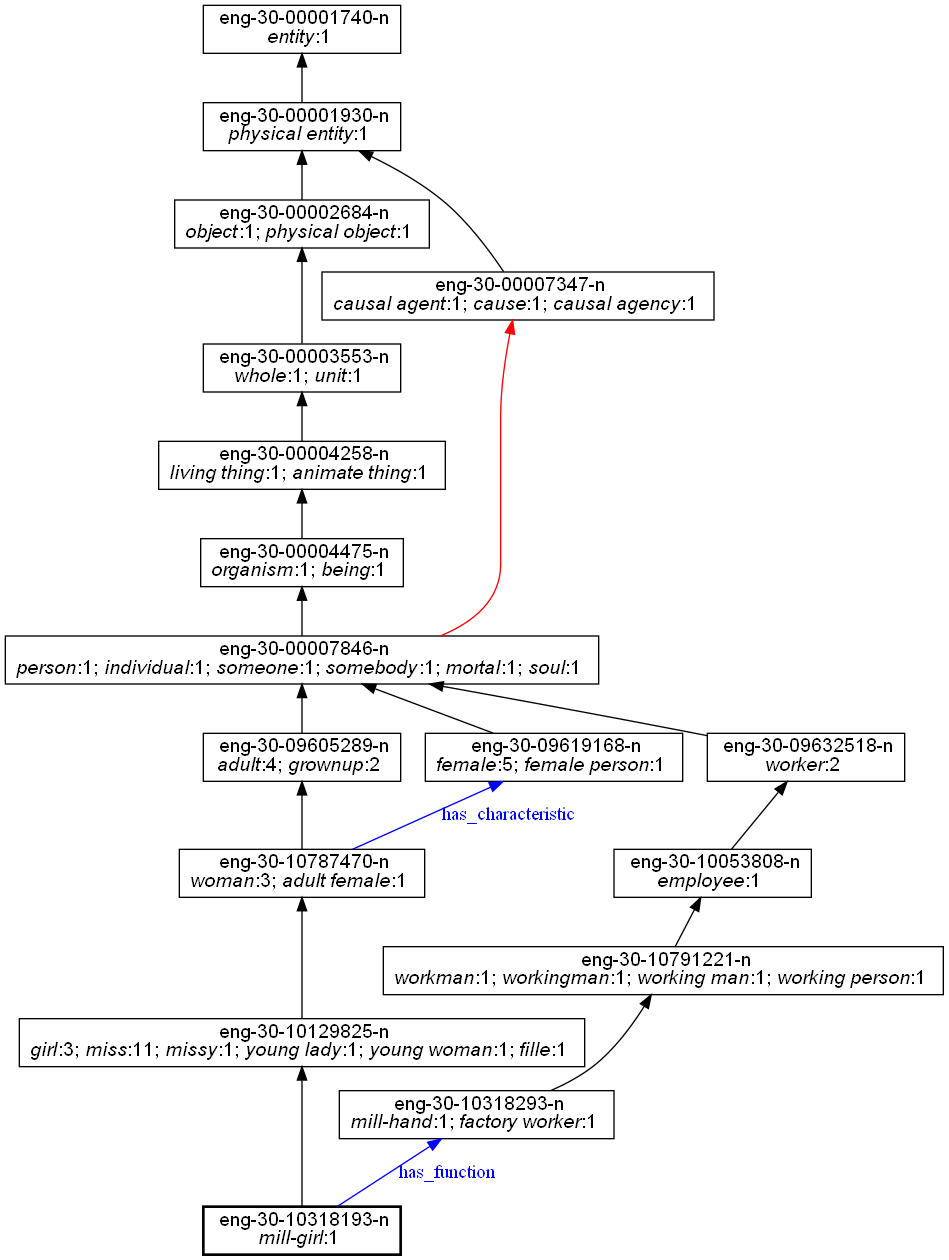 eng-30-00001740-n
entity:1
eng-30-00001930-n
physical entity:1
eng-30-00002684-n
object:1; physical object:1
eng-30-00007347-n
causal agent:1; cause:1; causal agency:1
eng-30-00003553-n
whole:1; unit:1
eng-30-00004258-n
living thing:1; animate thing:1
eng-30-00004475-n
organism:1; being:1
eng-30-00007846-n
person:1; individual:1; someone:1; somebody:1; mortal:1; soul:1
eng-30-09605289-n
adult:4; grownup:2
eng-30-09619168-n
female:5; female person:1
eng-30-09632518-n
worker:2
has_characteristic
eng-30-10787470-n
woman:3; adult female:1
eng-30-10053808-n
employee:1
eng-30-10791221-n
workman:1; workingman:1; working man:1; working person:1
eng-30-10129825-n
girl:3; miss:11; missy:1; young lady:1; young woman:1; fille:1
eng-30-10318293-n
mill-hand:1; factory worker:1
has_function
eng-30-10318193-n
mill-girl:1